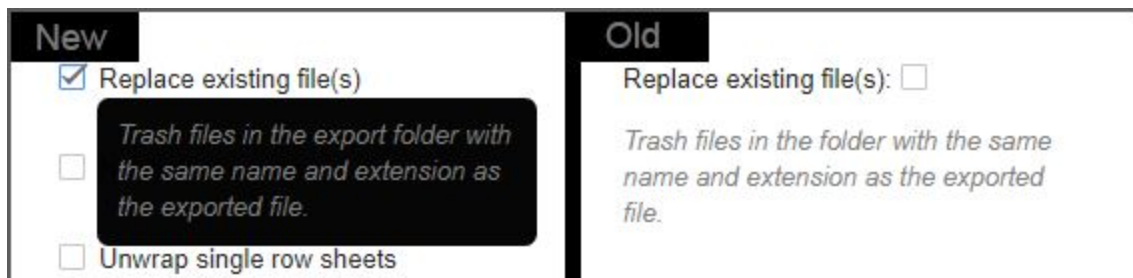 New
Replace existing file(s)
Trash files in the export folder with
the same name and extension as
the exported file.
Unwrap single row sheets
Old
Replace existing file(s):
Trash files in the folder with the same
name and extension as the exported
file.